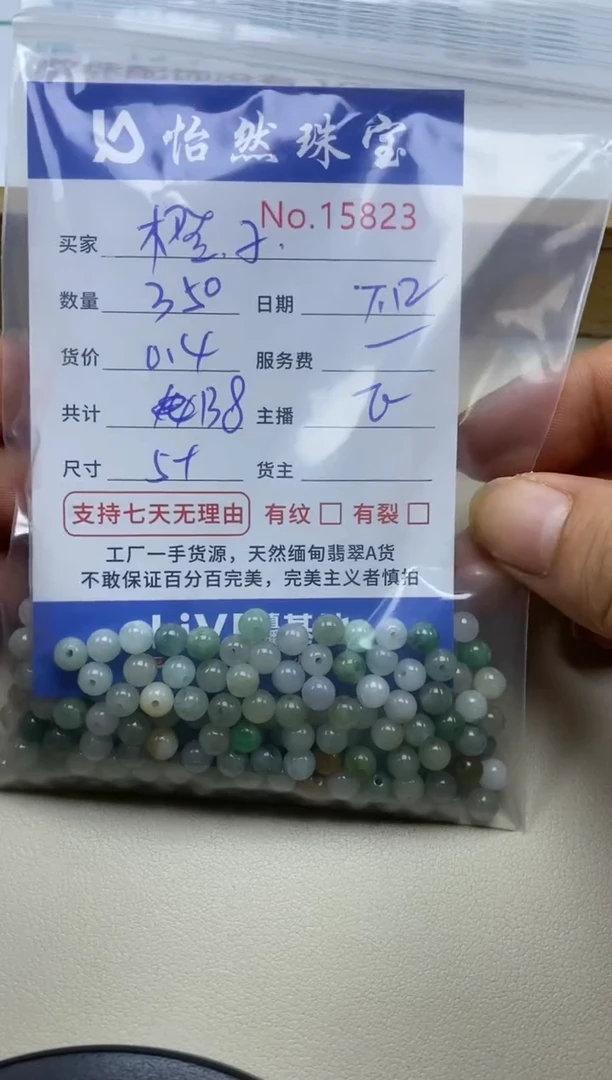 怡然珠宝
No.15823
买家 橙子.
数量 350 日期 7.12
货价 0.4 服务费
共计 138 主播
尺寸 5+ 货主
支持七天无理由 有纹 □ 有裂 □
工厂一手货源，天然缅甸翡翠A货
不敢保证百分百完美，完美主义者慎拍